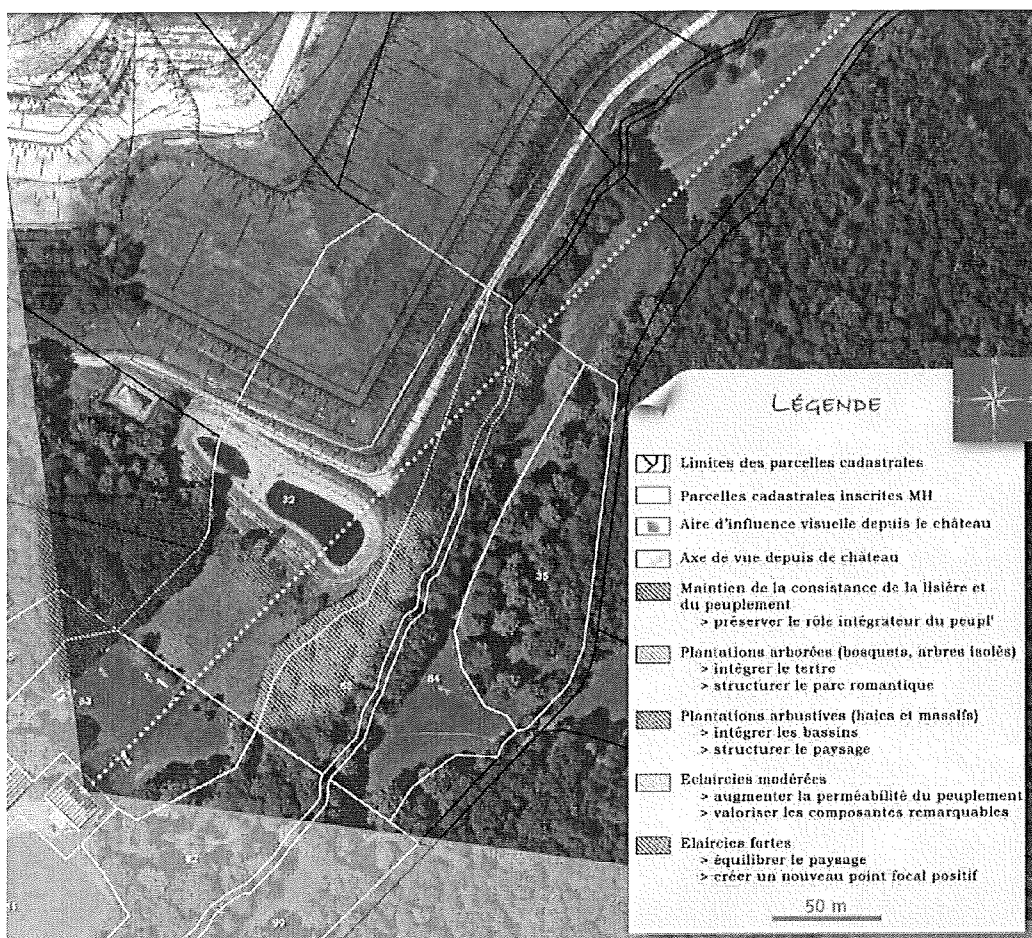 LÉGENDE
Limites des parcelles cadastrales
Parcelles cadastrales inscrites MH
Aire d'influence visuelle depuis le château
Axe de vue depuis de château
Maintien de la consistance de la lisière et
du peuplement
> préserver le rôle intégrateur du peupl'
Plantations arborées (bosquets, arbres isolés)
> intégrer le tertre
> structurer le parc romantique
Plantations arbustives (haies et massifs)
> intégrer les bassins
> structurer le paysage
Eclaircies modérées
> augmenter la perméabilité du peuplement
> valoriser les composantes remarquables
Elaircies fortes
> équilibrer le paysage
> créer un nouveau point focal positif
50 m
32
35
84
83